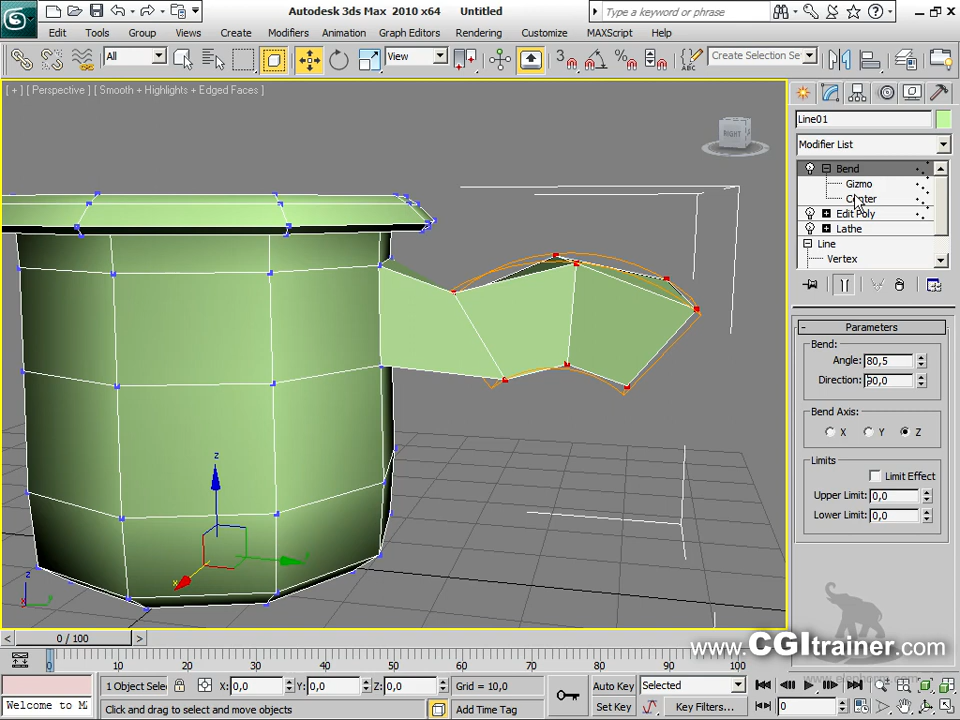 Autodesk 3ds Max 2010 x64 Untitled
Type a keyword or phrase
Edit Tools Group Views Create Modifiers Animation Graph Editors Rendering Customize MAXScript Help
All View Create Selection Se
[ + ] [ Perspective ] [ Smooth + Highlights + Edged Faces ]
RIGHT
Line01
Modifier List
Bend
Gizmo
Center
Edit Poly
Lathe
Line
Vertex
Parameters
Bend:
Angle: 80,5
Direction: 90,0
Bend Axis:
X Y Z
Limits
Limit Effect
Upper Limit: 0,0
Lower Limit: 0,0
z
x
z
x
www.CGItrainer.com
0 / 100
0 10 20 30 40 50 60 70 80 90 100
1 Object Selec X: 0,0 Y: 0,0 Z: 0,0 Grid = 10,0 Auto Key Selected
Welcome to M
Click and drag to select and move objects Add Time Tag Set Key Key Filters... 0